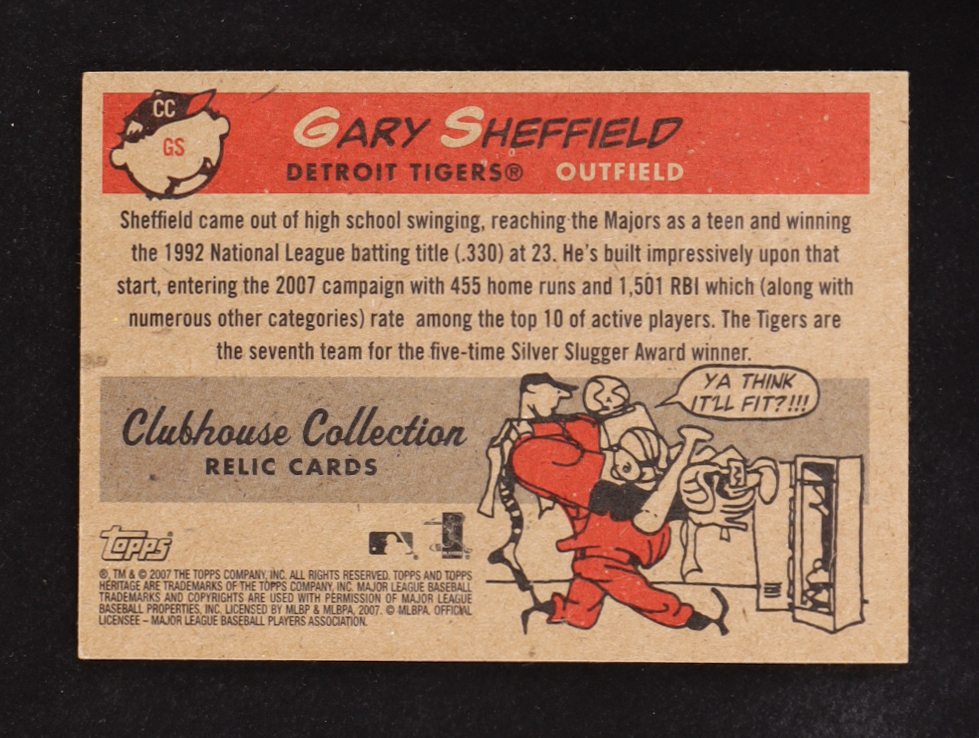 CC
GS
GARY SHEFFIELD
DETROIT TIGERS® OUTFIELD
Sheffield came out of high school swinging, reaching the Majors as a teen and winning
the 1992 National League batting title (.330) at 23. He's built impressively upon that
start, entering the 2007 campaign with 455 home runs and 1,501 RBI which (along with
numerous other categories) rate among the top 10 of active players. The Tigers are
the seventh team for the five-time Silver Slugger Award winner.
YA THINK
IT'LL FIT?!!!
Clubhouse Collection
RELIC CARDS
topps
®, TM & © 2007 THE TOPPS COMPANY, INC. ALL RIGHTS RESERVED. TOPPS AND TOPPS
HERITAGE ARE TRADEMARKS OF THE TOPPS COMPANY, INC. MAJOR LEAGUE BASEBALL
TRADEMARKS AND COPYRIGHTS ARE USED WITH PERMISSION OF MAJOR LEAGUE
BASEBALL PROPERTIES, INC. LICENSED BY MLBP & MLBPA, 2007. © MLBPA. OFFICIAL
LICENSEE – MAJOR LEAGUE BASEBALL PLAYERS ASSOCIATION.